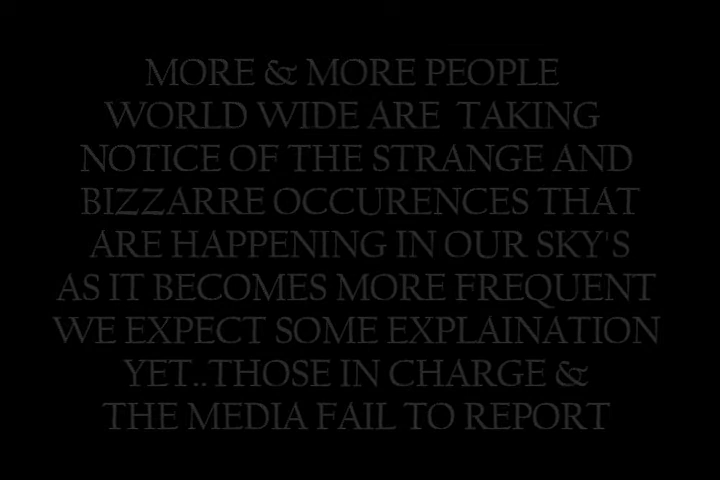 MORE & MORE PEOPLE
WORLD WIDE ARE TAKING
NOTICE OF THE STRANGE AND
BIZZARRE OCCURENCES THAT
ARE HAPPENING IN OUR SKY'S
AS IT BECOMES MORE FREQUENT
WE EXPECT SOME EXPLAINATION
YET..THOSE IN CHARGE &
THE MEDIA FAIL TO REPORT